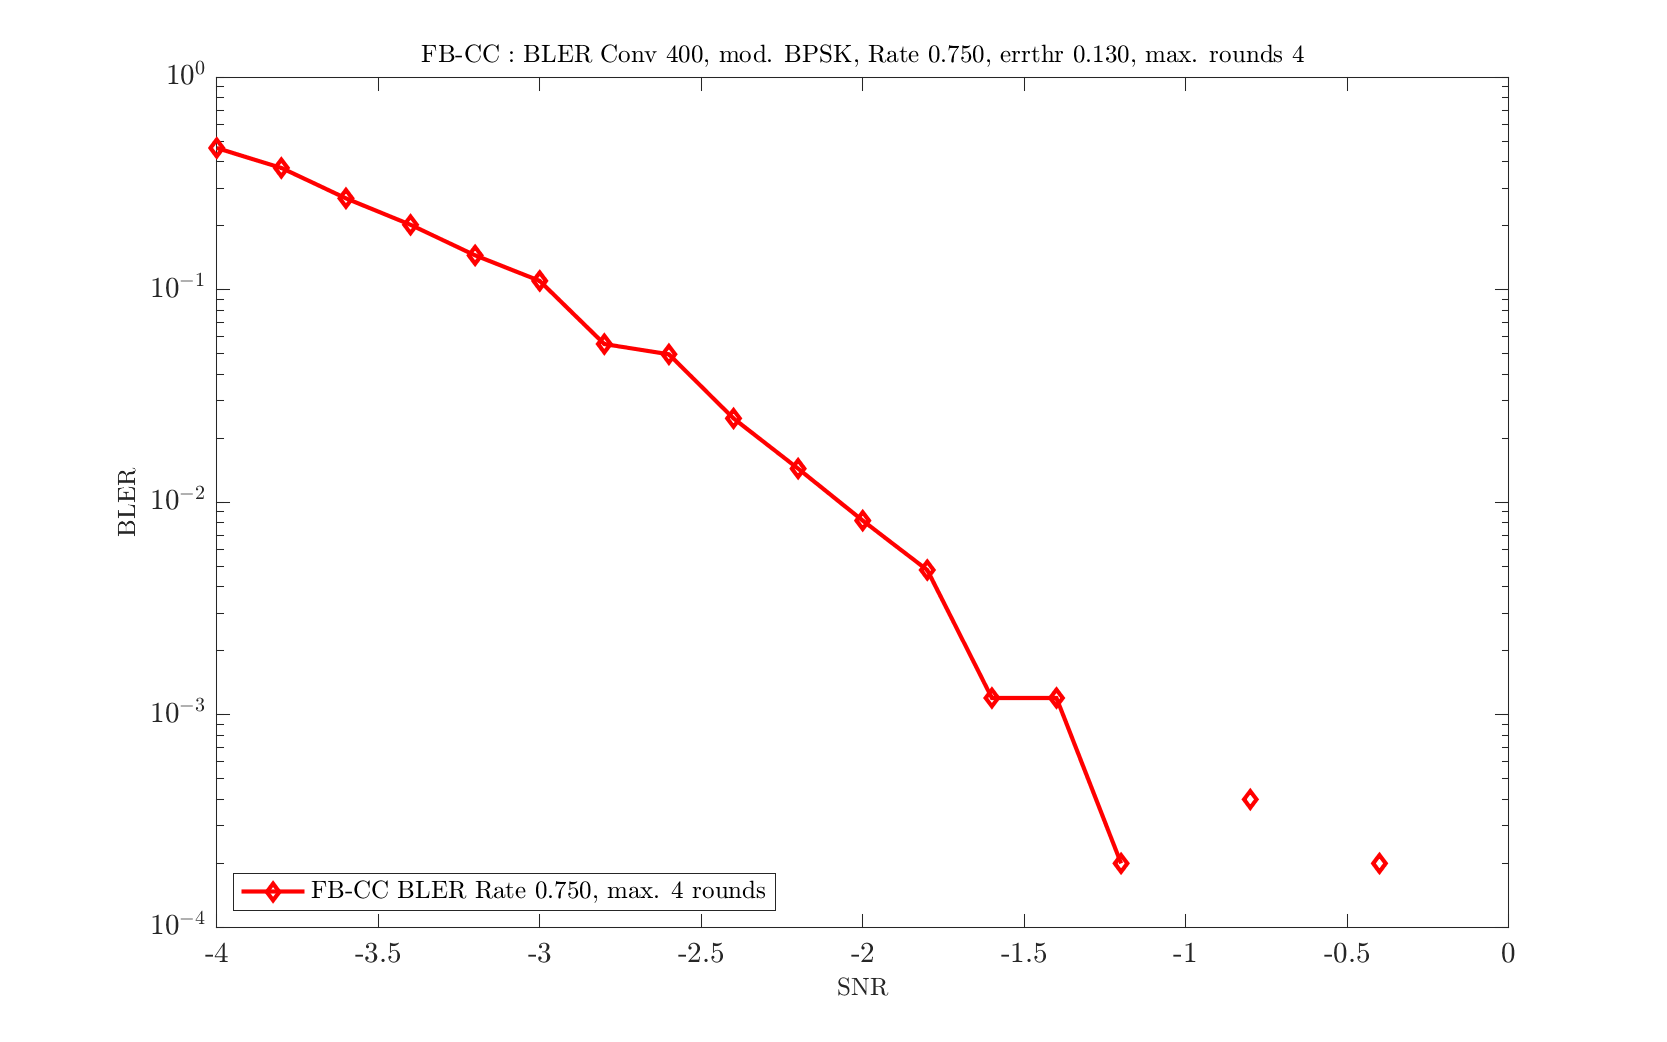 FB-CC : BLER Conv 400, mod. BPSK, Rate 0.750, errthr 0.130, max. rounds 4
10^0
10^-1
10^-2
10^-3
10^-4
BLER
FB-CC BLER Rate 0.750, max. 4 rounds
-4 -3.5 -3 -2.5 -2 -1.5 -1 -0.5 0
SNR